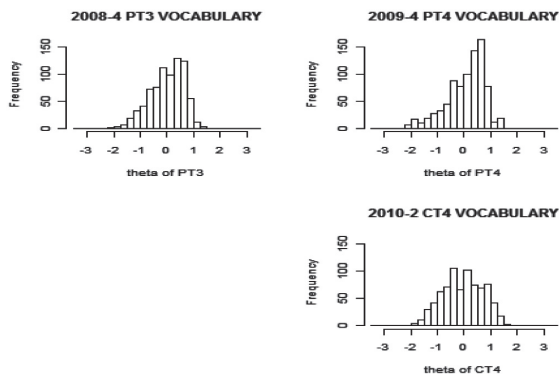 2008-4 PT3 VOCABULARY
Frequency
0 50 100 150
-3 -2 -1 0 1 2 3
theta of PT3
2009-4 PT4 VOCABULARY
Frequency
0 50 100 150
-3 -2 -1 0 1 2 3
theta of PT4
2010-2 CT4 VOCABULARY
Frequency
0 50 100 150
-3 -2 -1 0 1 2 3
theta of CT4